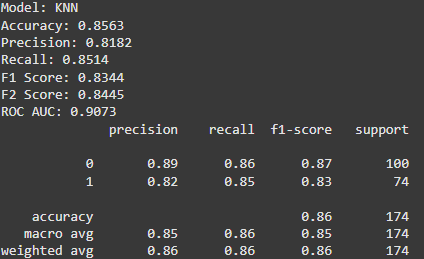 Model: KNN
Accuracy: 0.8563
Precision: 0.8182
Recall: 0.8514
F1 Score: 0.8344
F2 Score: 0.8445
ROC AUC: 0.9073
precision recall f1-score support
0 0.89 0.86 0.87 100
1 0.82 0.85 0.83 74
accuracy 0.86 174
macro avg 0.85 0.86 0.85 174
weighted avg 0.86 0.86 0.86 174